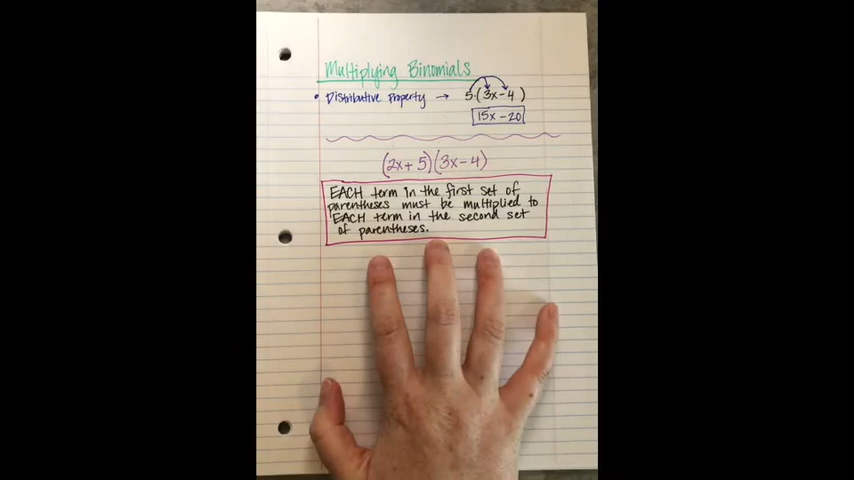 Multiplying Binomials
• Distributive Property → 5·(3x-4)
15x-20
(2x+5)(3x-4)
EACH term in the first set of
parentheses must be multiplied to
EACH term in the second set
of parentheses.